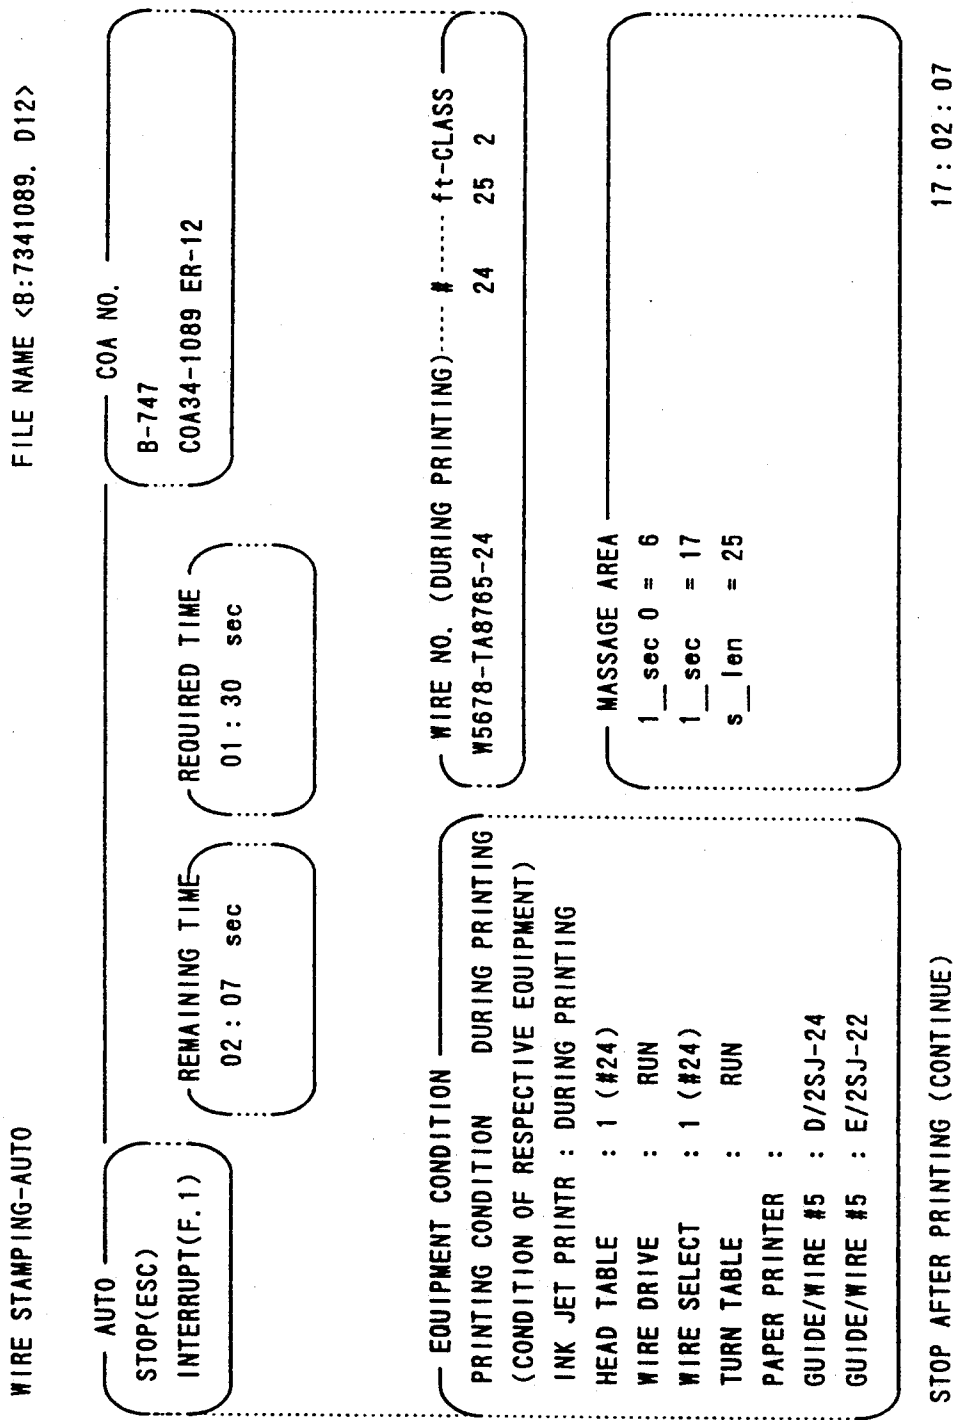 WIRE STAMPING-AUTO
FILE NAME <B:7341089. D12>
AUTO
STOP(ESC)
INTERRUPT(F. 1)
REMAINING TIME
02 : 07 sec
REQUIRED TIME
01 : 30 sec
COA NO.
B-747
COA34-1089 ER-12
EQUIPMENT CONDITION
PRINTING CONDITION DURING PRINTING
(CONDITION OF RESPECTIVE EQUIPMENT)
INK JET PRINTR : DURING PRINTING
HEAD TABLE : 1 (#24)
WIRE DRIVE : RUN
WIRE SELECT : 1 (#24)
TURN TABLE : RUN
PAPER PRINTER :
GUIDE/WIRE #5 : D/2SJ-24
GUIDE/WIRE #5 : E/2SJ-22
WIRE NO. (DURING PRINTING)----- # ------ ft-CLASS
W5678-TA8765-24 24 25 2
MASSAGE AREA
1__sec 0 = 6
1__sec = 17
s__len = 25
STOP AFTER PRINTING (CONTINUE)
17 : 02 : 07